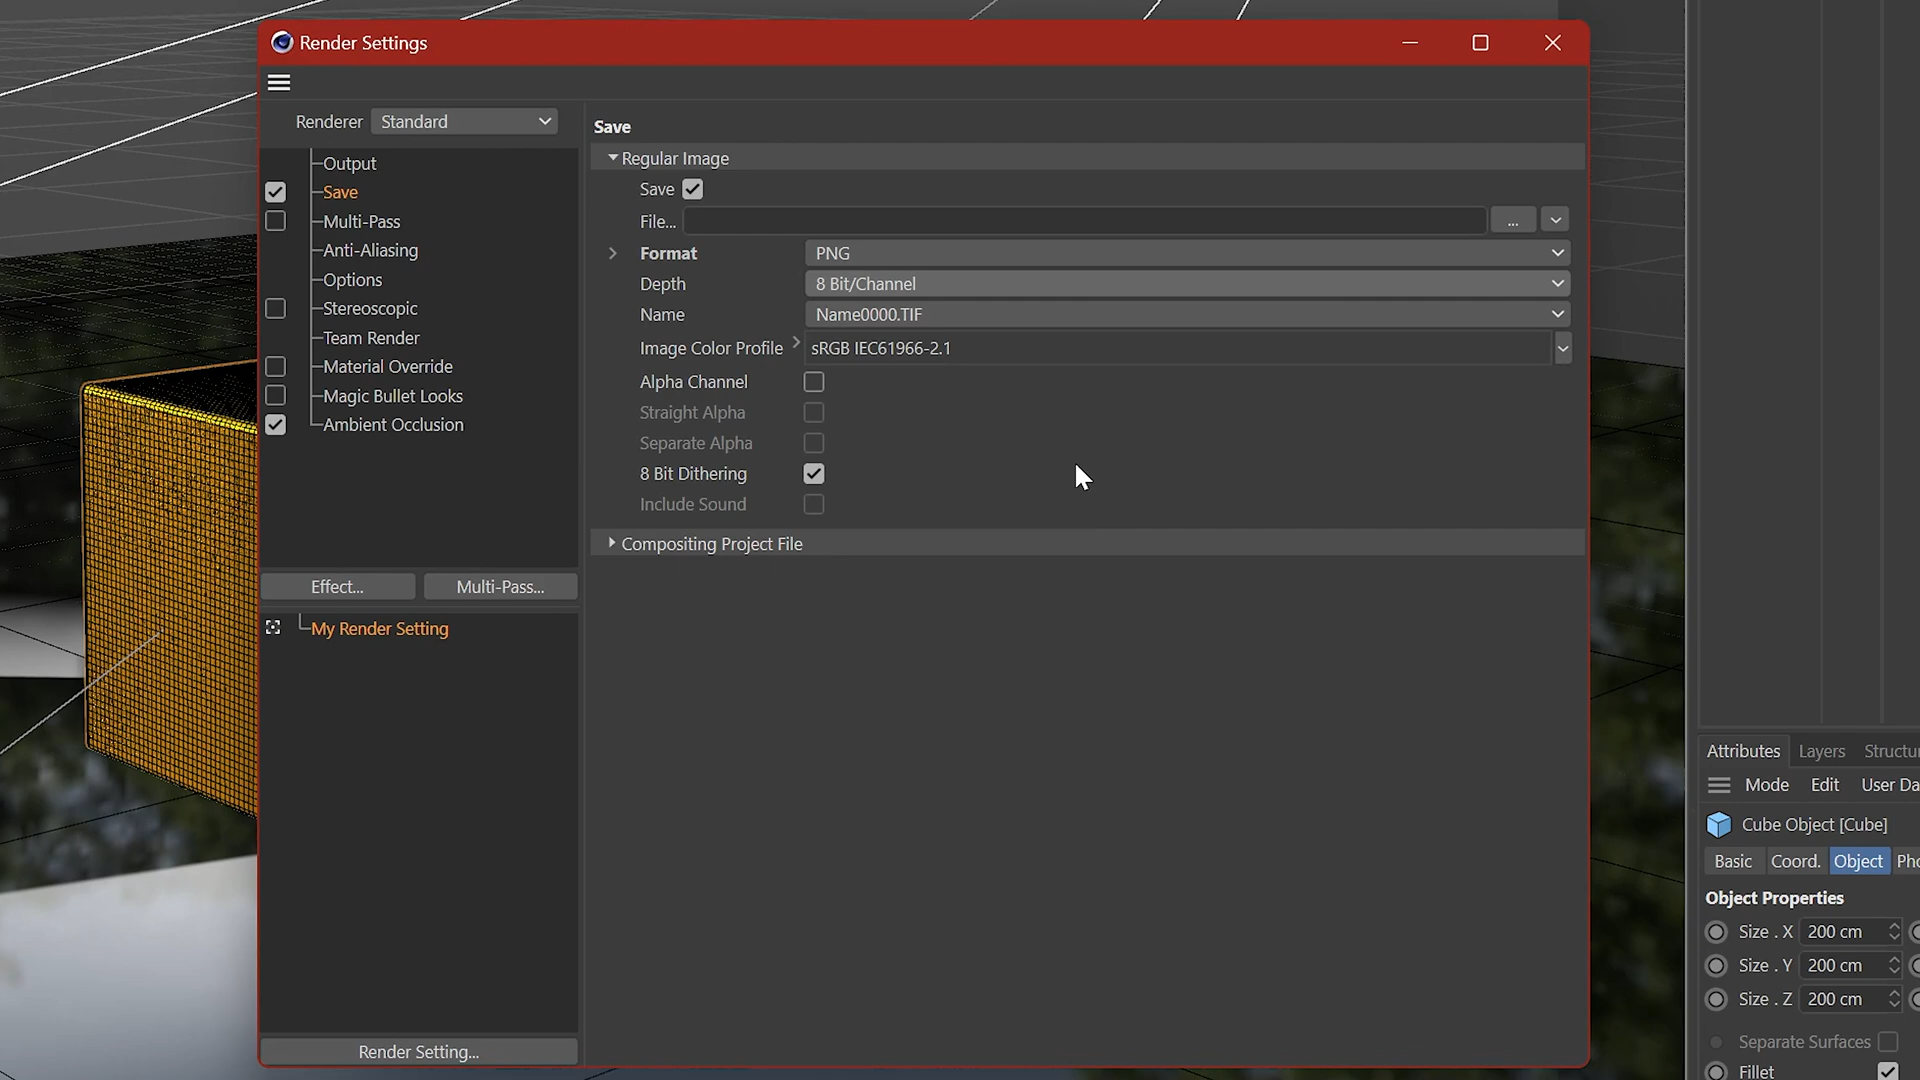 Render Settings
Renderer Standard
Output
Save
Multi-Pass
Anti-Aliasing
Options
Stereoscopic
Team Render
Material Override
Magic Bullet Looks
Ambient Occlusion
Effect...
Multi-Pass...
My Render Setting
Render Setting...
Save
Regular Image
Save
File...
...
Format PNG
Depth 8 Bit/Channel
Name Name0000.TIF
Image Color Profile sRGB IEC61966-2.1
Alpha Channel
Straight Alpha
Separate Alpha
8 Bit Dithering
Include Sound
Compositing Project File
Attributes Layers Structu
Mode Edit User Da
Cube Object [Cube]
Basic Coord. Object Pho
Object Properties
Size . X 200 cm
Size . Y 200 cm
Size . Z 200 cm
Separate Surfaces
Fillet